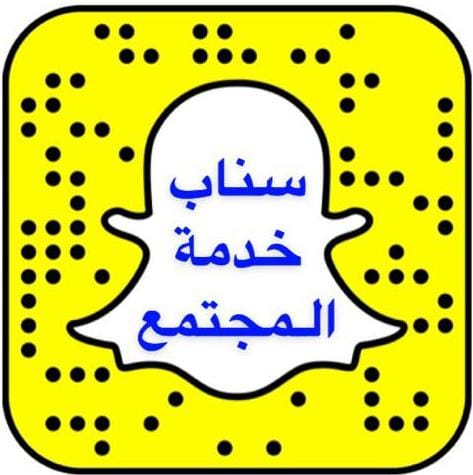 سناب
خدمة
المجتمع